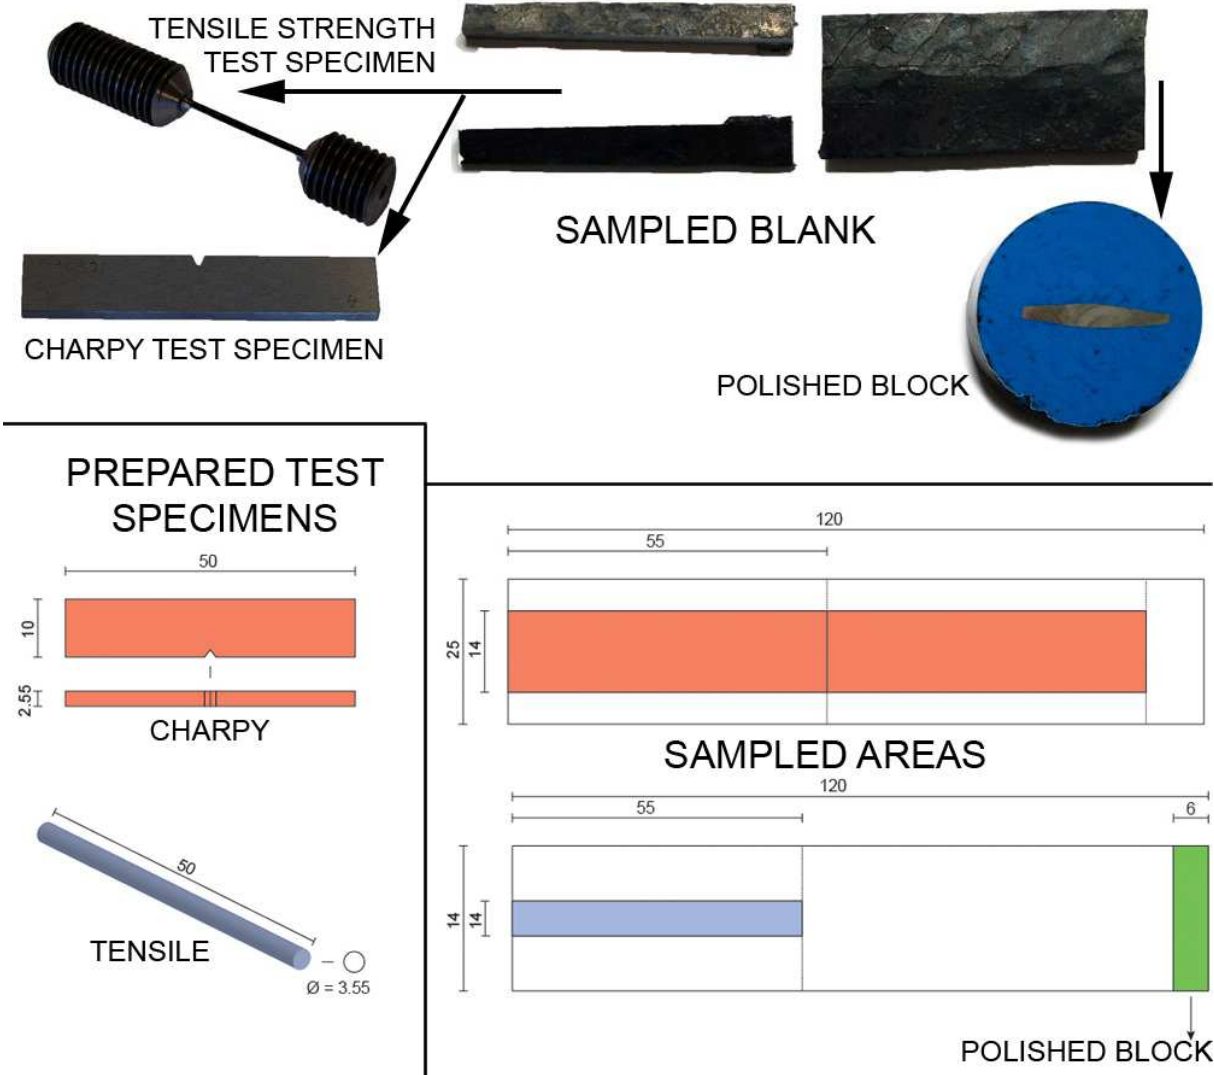 TENSILE STRENGTH
TEST SPECIMEN
SAMPLED BLANK
CHARPY TEST SPECIMEN
POLISHED BLOCK
PREPARED TEST
SPECIMENS
50
10
2.55
CHARPY
50
TENSILE
Ø = 3.55
120
55
25
14
SAMPLED AREAS
120
55
6
14
14
POLISHED BLOCK